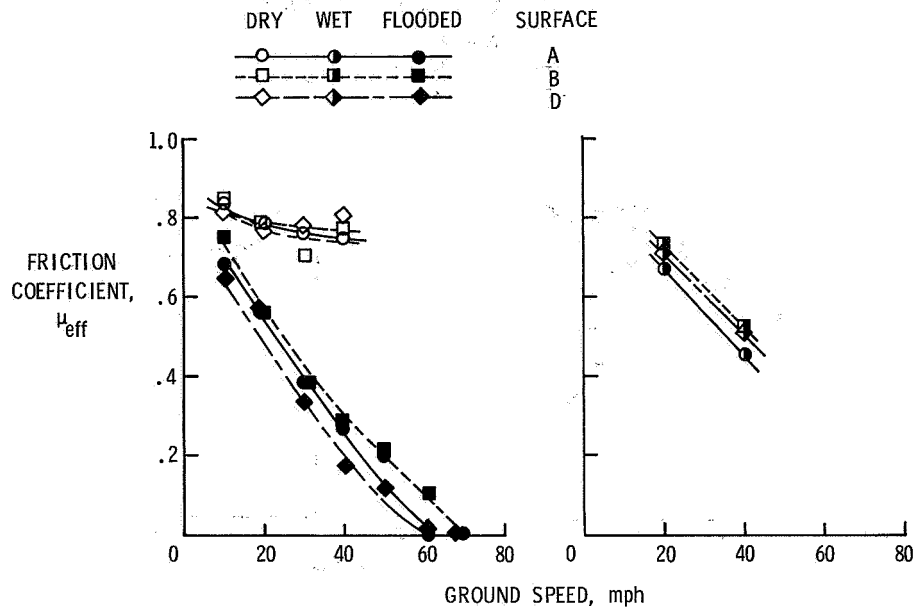 DRY WET FLOODED SURFACE
A
B
D
1.0
.8
.6
.4
.2
FRICTION
COEFFICIENT,
μeff
0 20 40 60 80
0 20 40 60 80
GROUND SPEED, mph